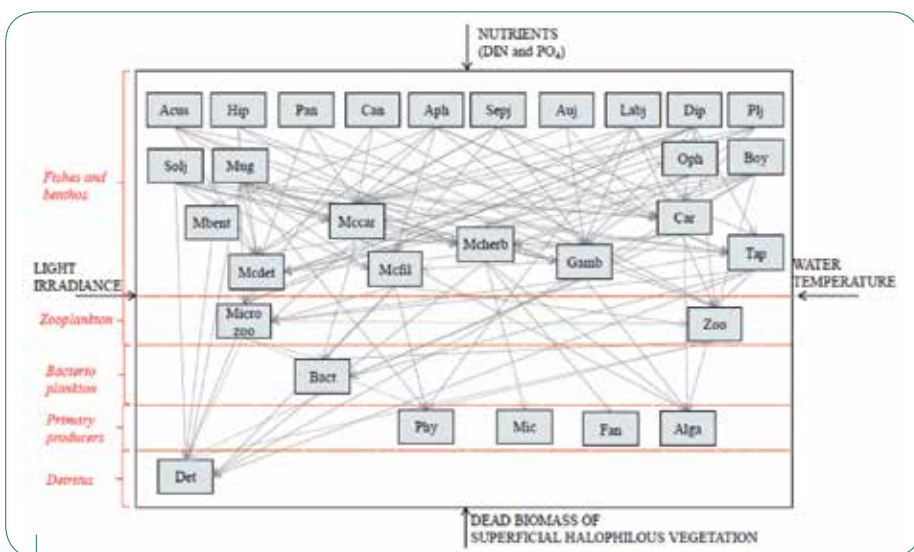 NUTRIENTS
(DIN and PO₄)
Acus Hip Pan Can Aph Sepj Auj Labj Dip Plj
Solj Mug Oph Boy
Fishes and
benthos
Mbent Mccar Car
Mcherb Tap
Mcdet Mcfil Gamb
LIGHT
IRRADIANCE
WATER
TEMPERATURE
Zooplankton
Micro
zoo
Zoo
Bacterio
plankton
Bact
Primary
producers
Phy Mic Fan Alga
Detritus
Det
DEAD BIOMASS OF
SUPERFICIAL HALOPHILOUS VEGETATION